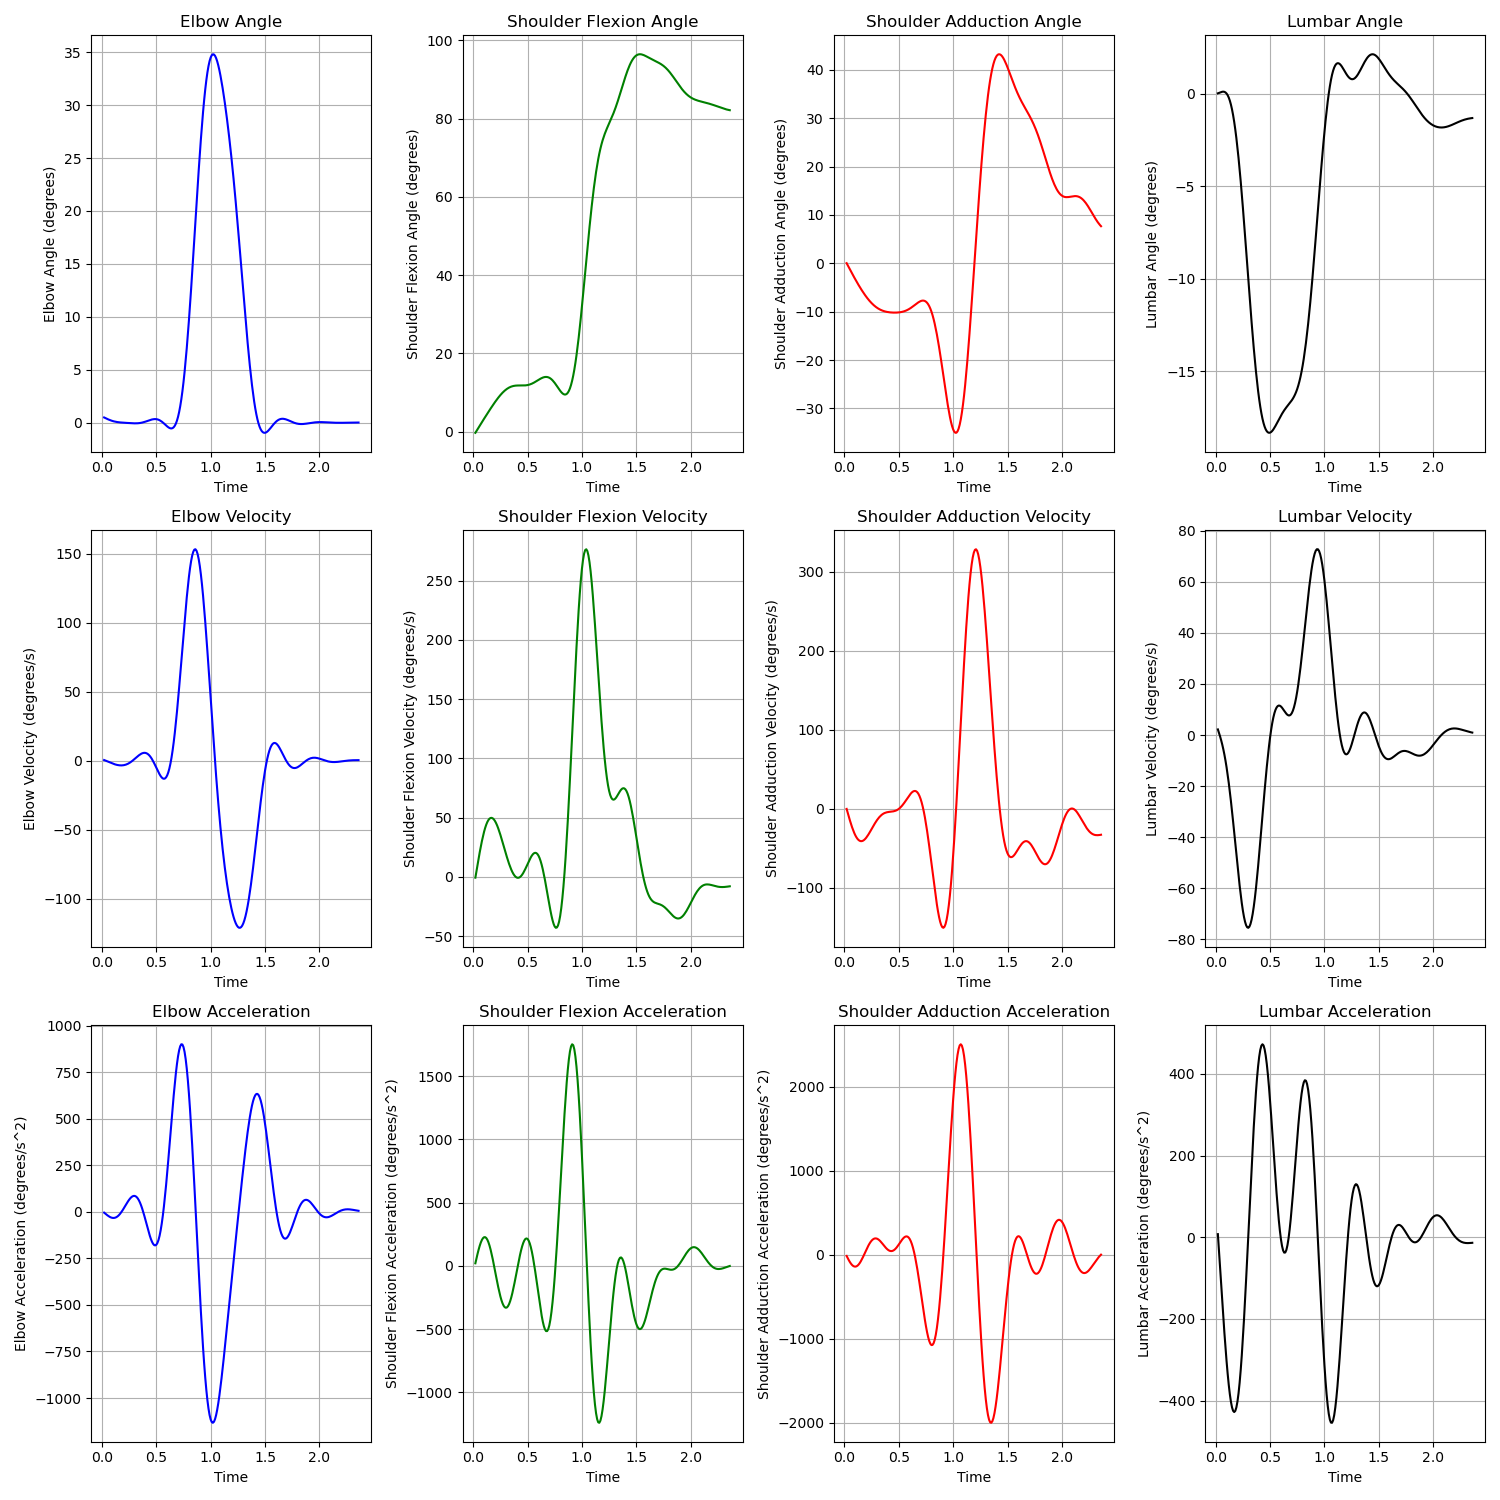 Elbow Angle
Elbow Angle (degrees)
35
30
25
20
15
10
5
0
0.0 0.5 1.0 1.5 2.0
Time
Shoulder Flexion Angle
Shoulder Flexion Angle (degrees)
100
80
60
40
20
0
0.0 0.5 1.0 1.5 2.0
Time
Shoulder Adduction Angle
Shoulder Adduction Angle (degrees)
40
30
20
10
0
−10
−20
−30
0.0 0.5 1.0 1.5 2.0
Time
Lumbar Angle
Lumbar Angle (degrees)
0
−5
−10
−15
0.0 0.5 1.0 1.5 2.0
Time
Elbow Velocity
Elbow Velocity (degrees/s)
150
100
50
0
−50
−100
0.0 0.5 1.0 1.5 2.0
Time
Shoulder Flexion Velocity
Shoulder Flexion Velocity (degrees/s)
250
200
150
100
50
0
−50
0.0 0.5 1.0 1.5 2.0
Time
Shoulder Adduction Velocity
Shoulder Adduction Velocity (degrees/s)
300
200
100
0
−100
0.0 0.5 1.0 1.5 2.0
Time
Lumbar Velocity
Lumbar Velocity (degrees/s)
80
60
40
20
0
−20
−40
−60
−80
0.0 0.5 1.0 1.5 2.0
Time
Elbow Acceleration
Elbow Acceleration (degrees/s^2)
1000
750
500
250
0
−250
−500
−750
−1000
0.0 0.5 1.0 1.5 2.0
Time
Shoulder Flexion Acceleration
Shoulder Flexion Acceleration (degrees/s^2)
1500
1000
500
0
−500
−1000
0.0 0.5 1.0 1.5 2.0
Time
Shoulder Adduction Acceleration
Shoulder Adduction Acceleration (degrees/s^2)
2000
1000
0
−1000
−2000
0.0 0.5 1.0 1.5 2.0
Time
Lumbar Acceleration
Lumbar Acceleration (degrees/s^2)
400
200
0
−200
−400
0.0 0.5 1.0 1.5 2.0
Time